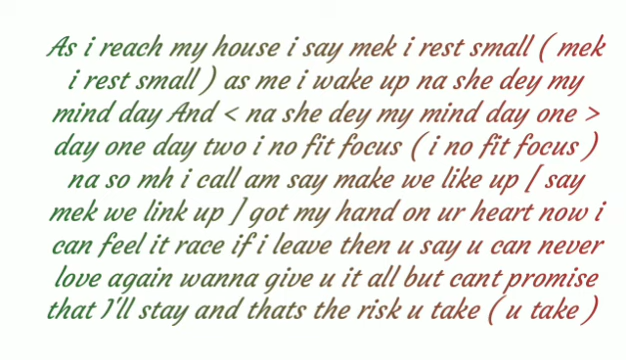 As i reach my house i say mek i rest small ( mek
i rest small ) as me i wake up na she dey my
mind day And < na she dey my mind day one >
day one day two i no fit focus ( i no fit focus )
na so mh i call am say make we like up [ say
mek we link up ] got my hand on ur heart now i
can feel it race if i leave then u say u can never
love again wanna give u it all but cant promise
that I'll stay and thats the risk u take ( u take )